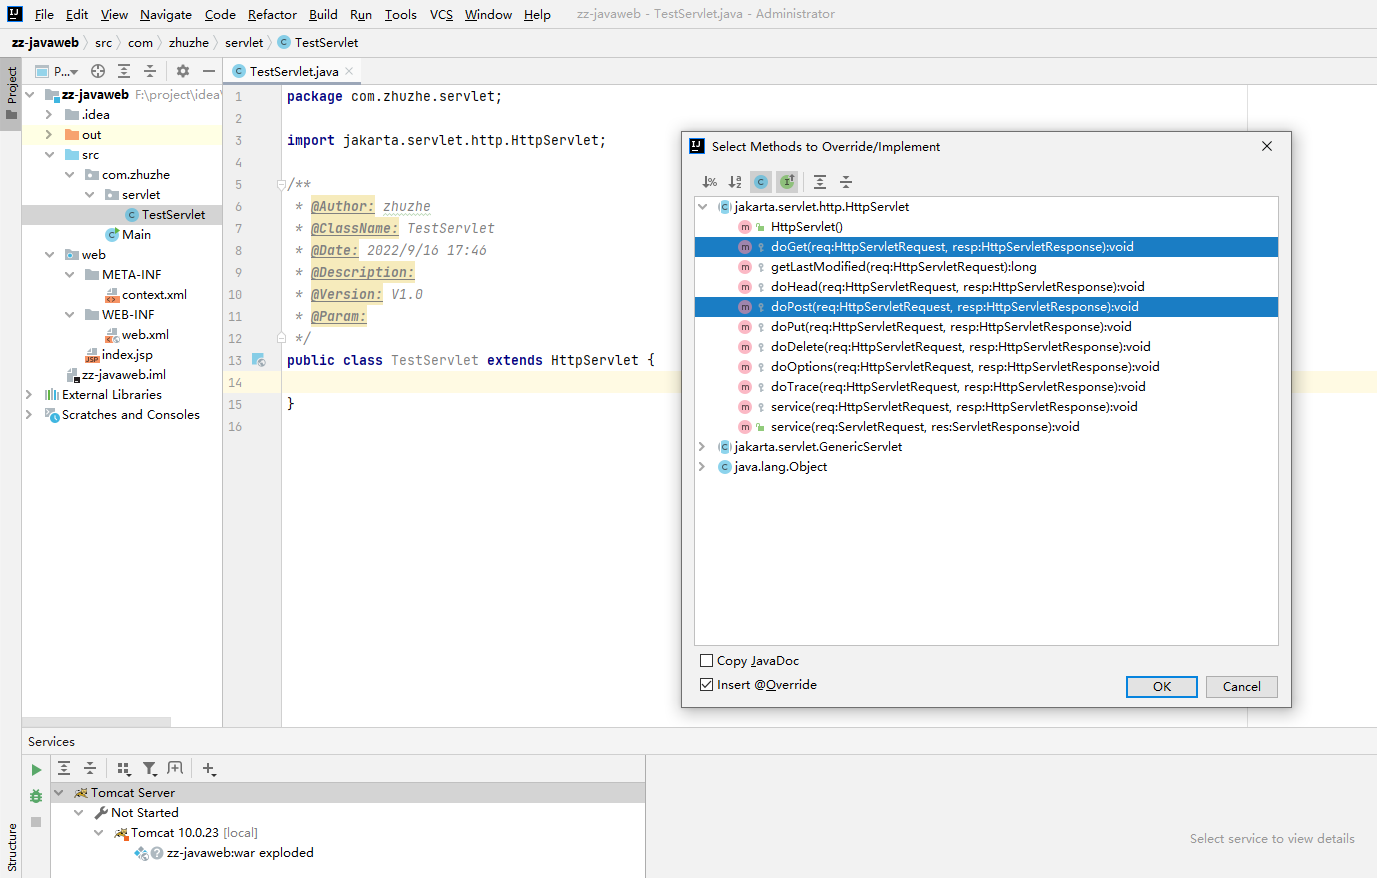 File Edit View Navigate Code Refactor Build Run Tools VCS Window Help zz-javaweb - TestServlet.java - Administrator
zz-javaweb src com zhuzhe servlet TestServlet
Project
P...
TestServlet.java
zz-javaweb F:\project\idea\
.idea
out
src
com.zhuzhe
servlet
TestServlet
Main
web
META-INF
context.xml
WEB-INF
web.xml
index.jsp
zz-javaweb.iml
External Libraries
Scratches and Consoles
1 package com.zhuzhe.servlet;
2
3 import jakarta.servlet.http.HttpServlet;
4
5 /**
6 * @Author: zhuzhe
7 * @ClassName: TestServlet
8 * @Date: 2022/9/16 17:46
9 * @Description:
10 * @Version: V1.0
11 * @Param:
12 */
13 public class TestServlet extends HttpServlet {
14
15 }
16
Select Methods to Override/Implement
jakarta.servlet.http.HttpServlet
HttpServlet()
doGet(req:HttpServletRequest, resp:HttpServletResponse):void
getLastModified(req:HttpServletRequest):long
doHead(req:HttpServletRequest, resp:HttpServletResponse):void
doPost(req:HttpServletRequest, resp:HttpServletResponse):void
doPut(req:HttpServletRequest, resp:HttpServletResponse):void
doDelete(req:HttpServletRequest, resp:HttpServletResponse):void
doOptions(req:HttpServletRequest, resp:HttpServletResponse):void
doTrace(req:HttpServletRequest, resp:HttpServletResponse):void
service(req:HttpServletRequest, resp:HttpServletResponse):void
service(req:ServletRequest, res:ServletResponse):void
jakarta.servlet.GenericServlet
java.lang.Object
Copy JavaDoc
Insert @Override
OK Cancel
Services
Tomcat Server
Not Started
Tomcat 10.0.23 [local]
zz-javaweb:war exploded
Select service to view details
Structure